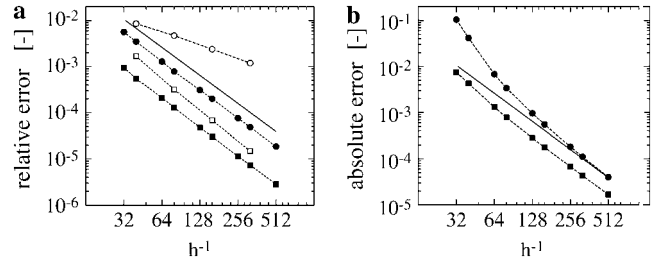 a
b
10⁻²
10⁻³
10⁻⁴
10⁻⁵
10⁻⁶
relative error [-]
32 64 128 256 512
h⁻¹
10⁻¹
10⁻²
10⁻³
10⁻⁴
10⁻⁵
absolute error [-]
32 64 128 256 512
h⁻¹